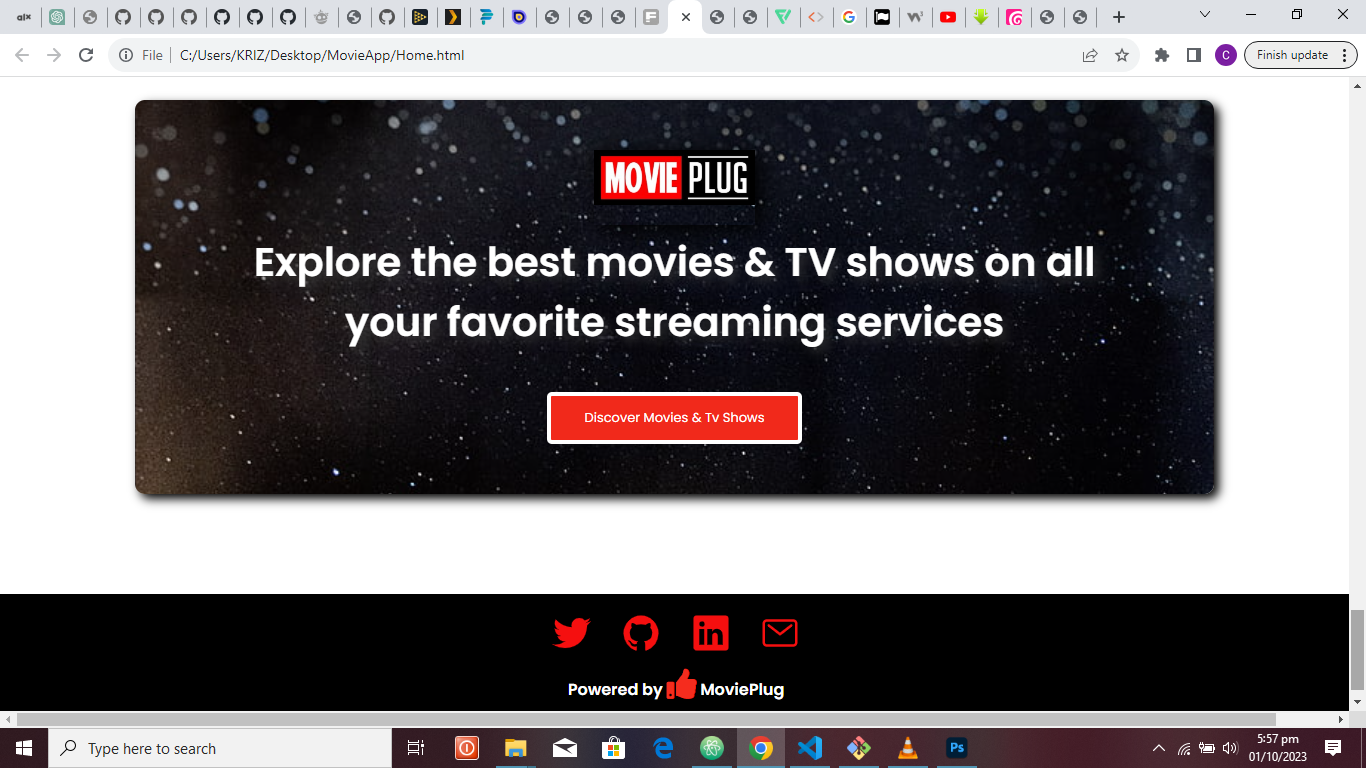 alx
File
C:/Users/KRIZ/Desktop/MovieApp/Home.html
C
Finish update
MOVIE PLUG
Explore the best movies & TV shows on all
your favorite streaming services
Discover Movies & Tv Shows
in
Powered by MoviePlug
Type here to search
Ps
5:57 pm
01/10/2023